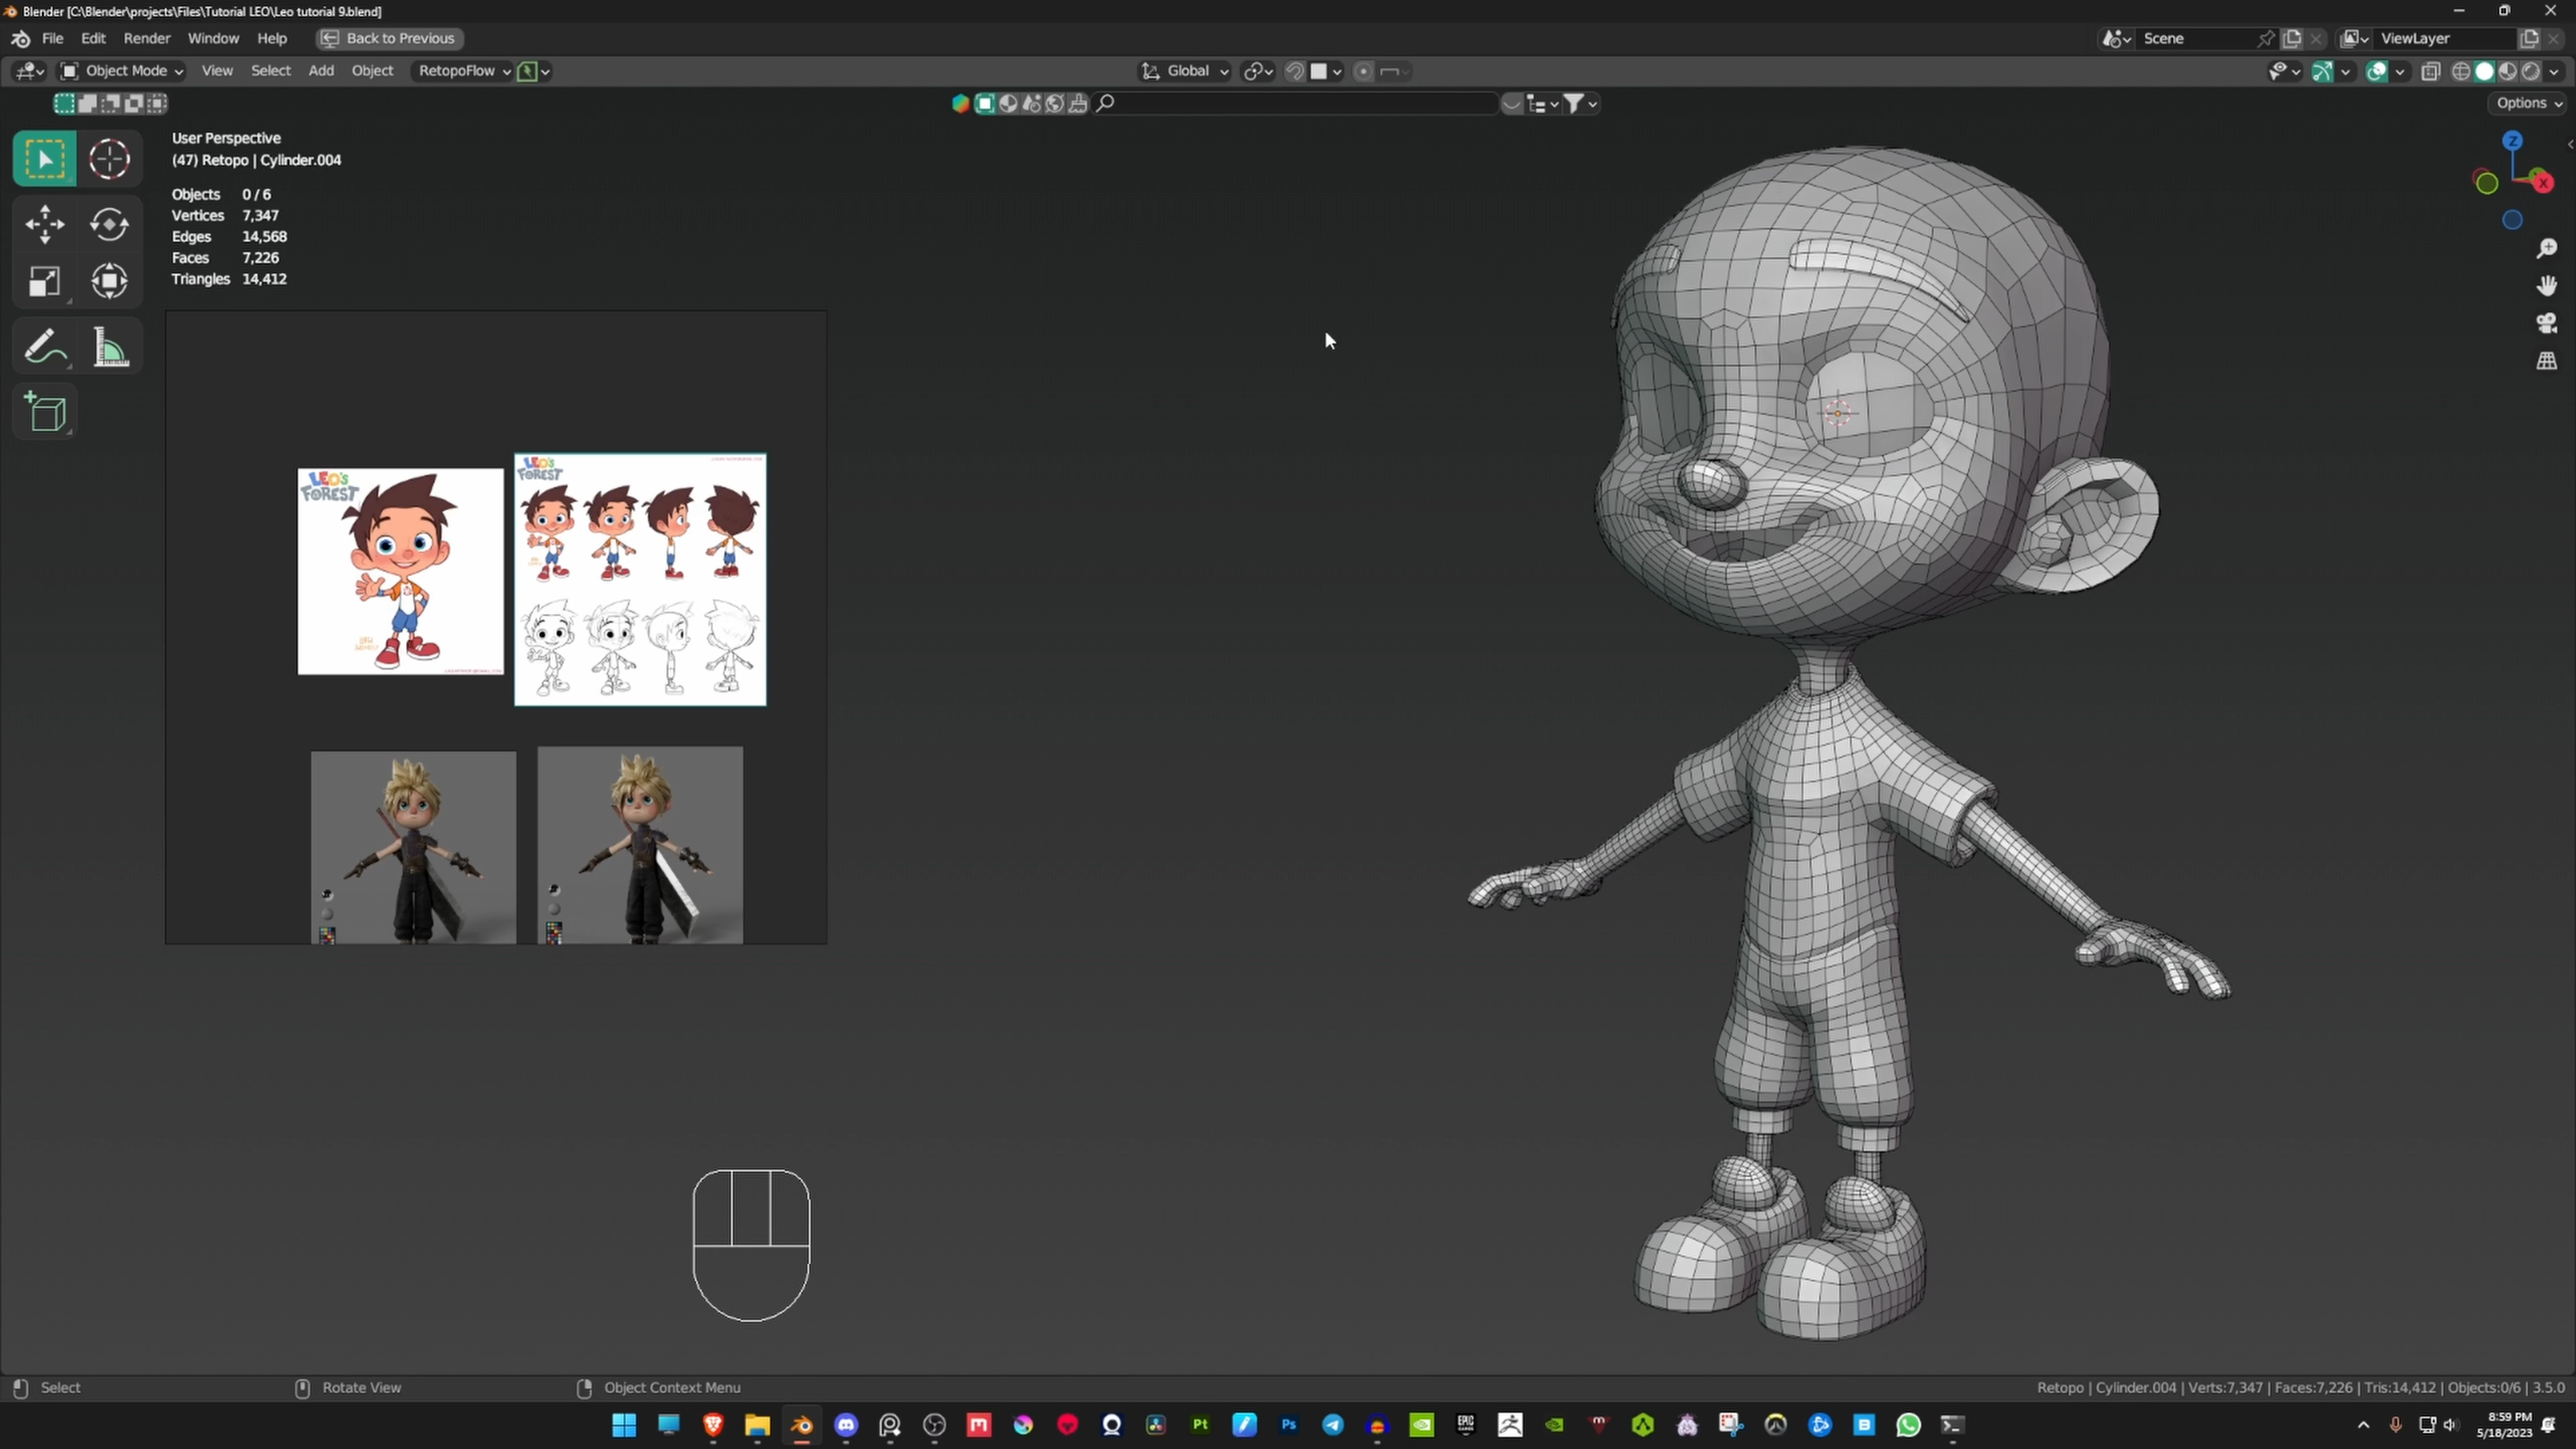 Blender [C:\Blender\projects\Files\Tutorial LEO\Leo tutorial 9.blend]
File Edit Render Window Help Back to Previous
Scene
ViewLayer
Object Mode View Select Add Object RetopoFlow
Global
Options
User Perspective
(47) Retopo | Cylinder.004
Objects 0 / 6
Vertices 7,347
Edges 14,568
Faces 7,226
Triangles 14,412
Z
X
LEO's
FOREST
LEO's
FOREST
Select
Rotate View
Object Context Menu
Retopo | Cylinder.004 | Verts:7,347 | Faces:7,226 | Tris:14,412 | Objects:0/6 | 3.5.0
Pt
Ps
EPIC
GAMES
8:59 PM
5/18/2023